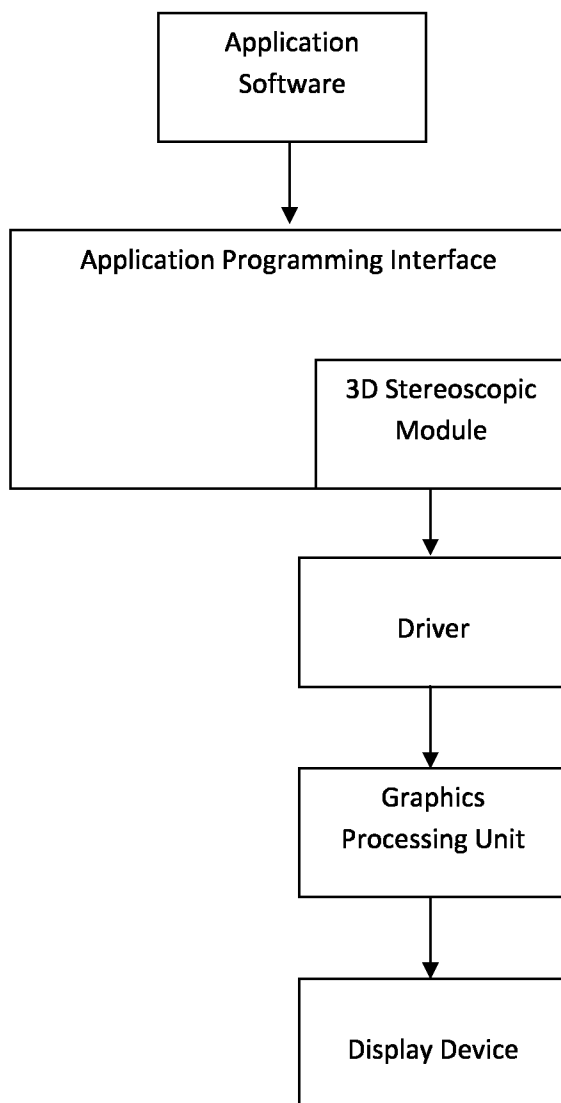 Application
Software
Application Programming Interface
3D Stereoscopic
Module
Driver
Graphics
Processing Unit
Display Device